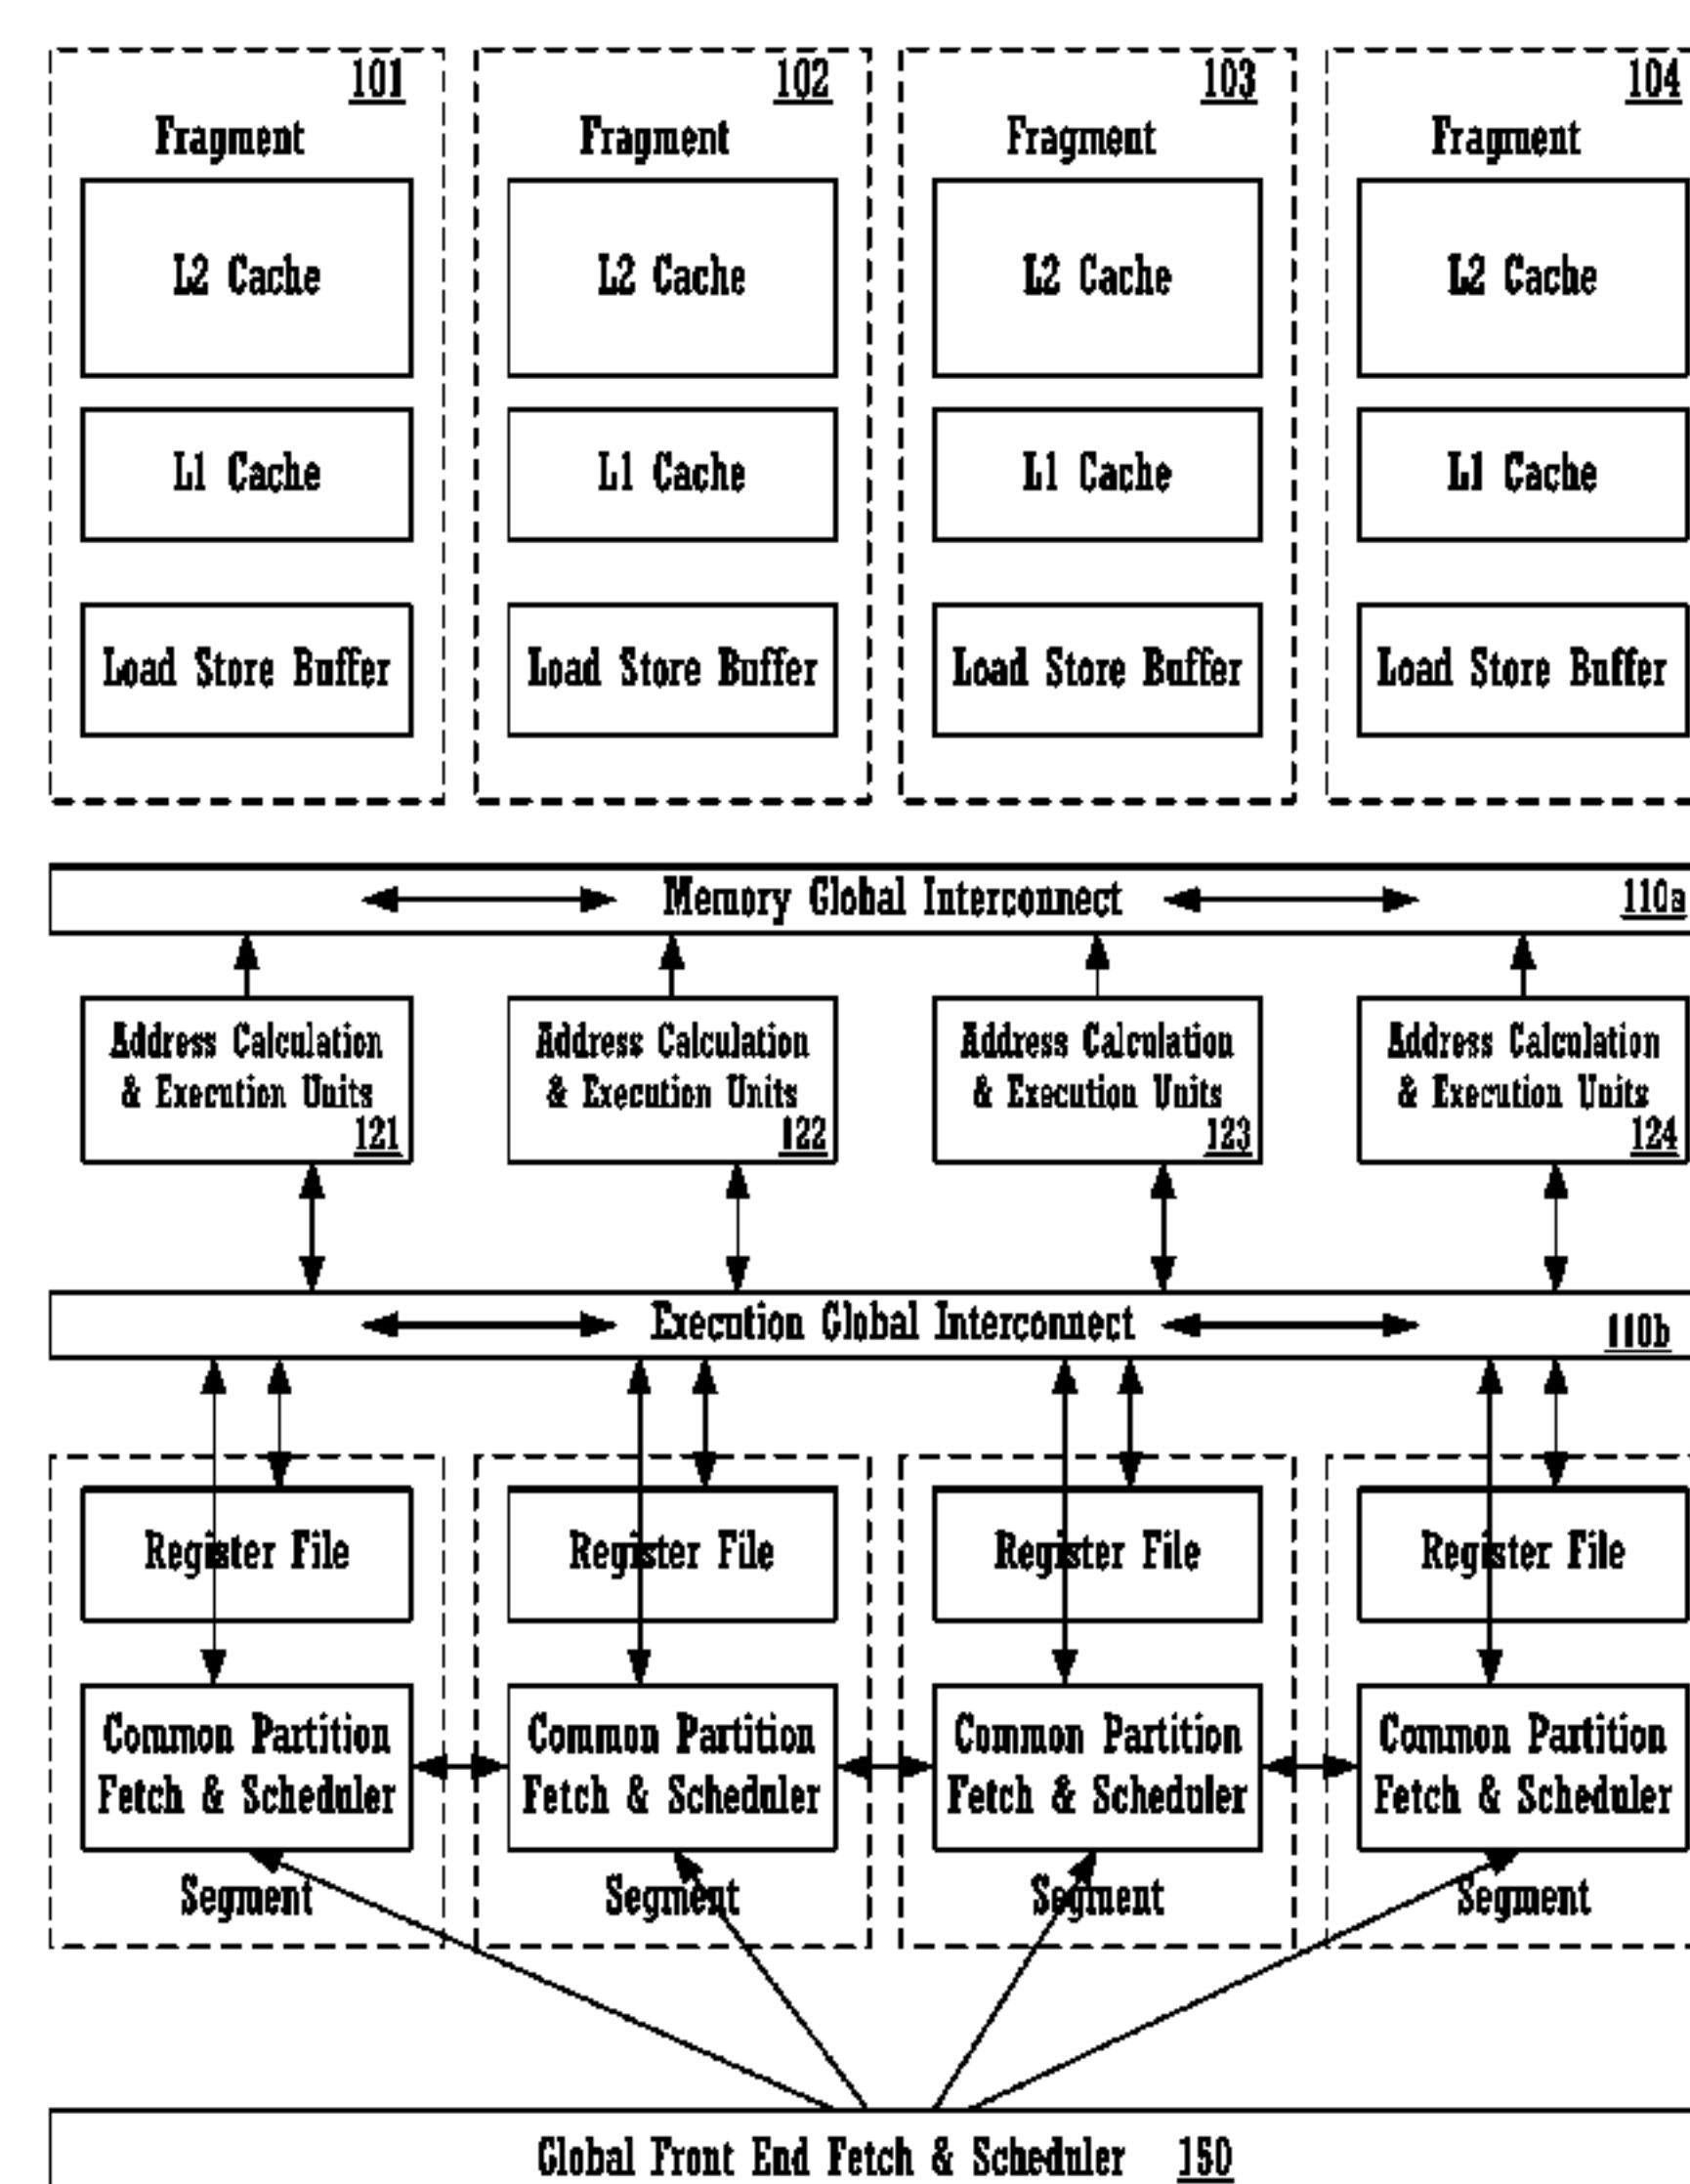 101 102 103 104
Fragment Fragment Fragment Fragment
L2 Cache L2 Cache L2 Cache L2 Cache
L1 Cache L1 Cache L1 Cache L1 Cache
Load Store Buffer Load Store Buffer Load Store Buffer Load Store Buffer
Memory Global Interconnect 110a
Address Calculation Address Calculation Address Calculation Address Calculation
& Execution Units & Execution Units & Execution Units & Execution Units
121 122 123 124
Execution Global Interconnect 110b
Register File Register File Register File Register File
Common Partition Common Partition Common Partition Common Partition
Fetch & Scheduler Fetch & Scheduler Fetch & Scheduler Fetch & Scheduler
Segment Segment Segment Segment
Global Front End Fetch & Scheduler 150